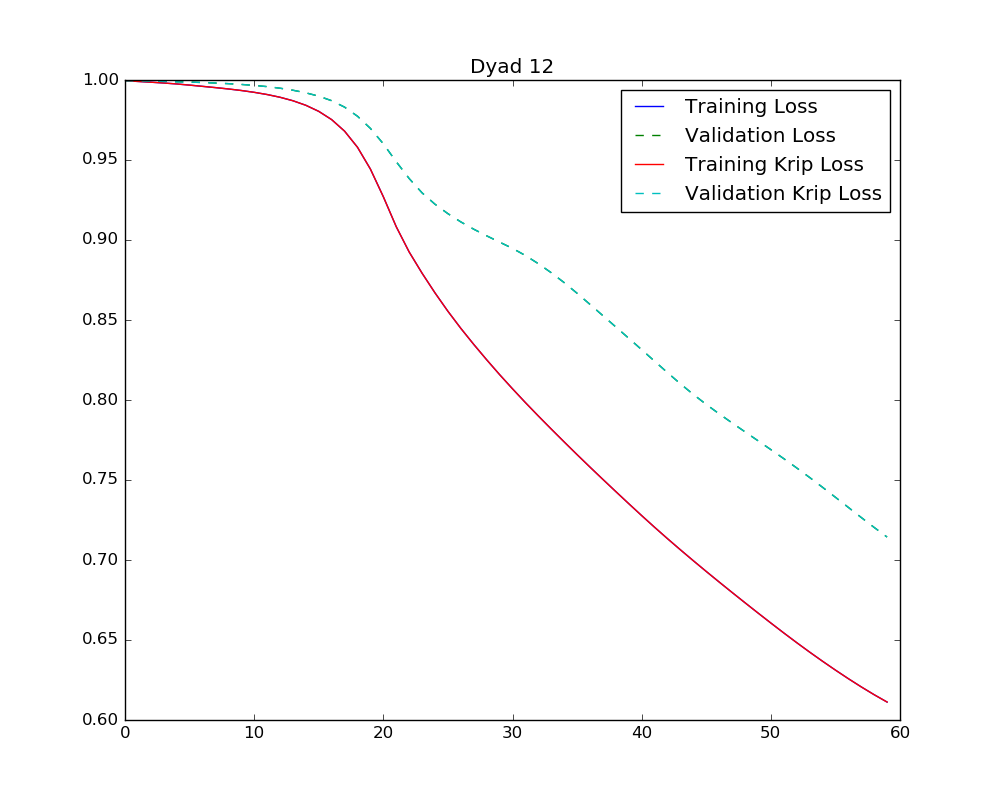 Dyad 12
1.00
0.95
0.90
0.85
0.80
0.75
0.70
0.65
0.60
Training Loss
Validation Loss
Training Krip Loss
Validation Krip Loss
0 10 20 30 40 50 60